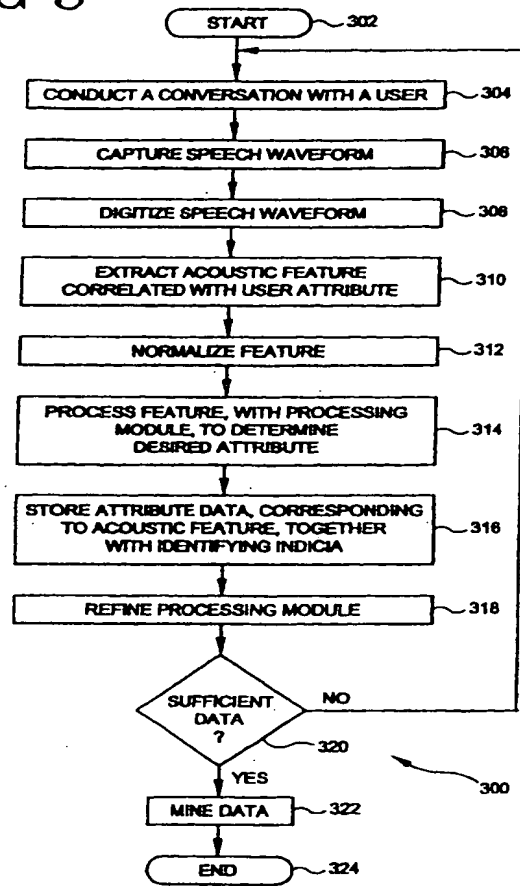 START
302
CONDUCT A CONVERSATION WITH A USER
304
CAPTURE SPEECH WAVEFORM
306
DIGITIZE SPEECH WAVEFORM
308
EXTRACT ACOUSTIC FEATURE
CORRELATED WITH USER ATTRIBUTE
310
NORMALIZE FEATURE
312
PROCESS FEATURE, WITH PROCESSING
MODULE, TO DETERMINE
DESIRED ATTRIBUTE
314
STORE ATTRIBUTE DATA, CORRESPONDING
TO ACOUSTIC FEATURE, TOGETHER
WITH IDENTIFYING INDICIA
316
REFINE PROCESSING MODULE
318
SUFFICIENT
DATA
?
NO
320
300
YES
MINE DATA
322
END
324